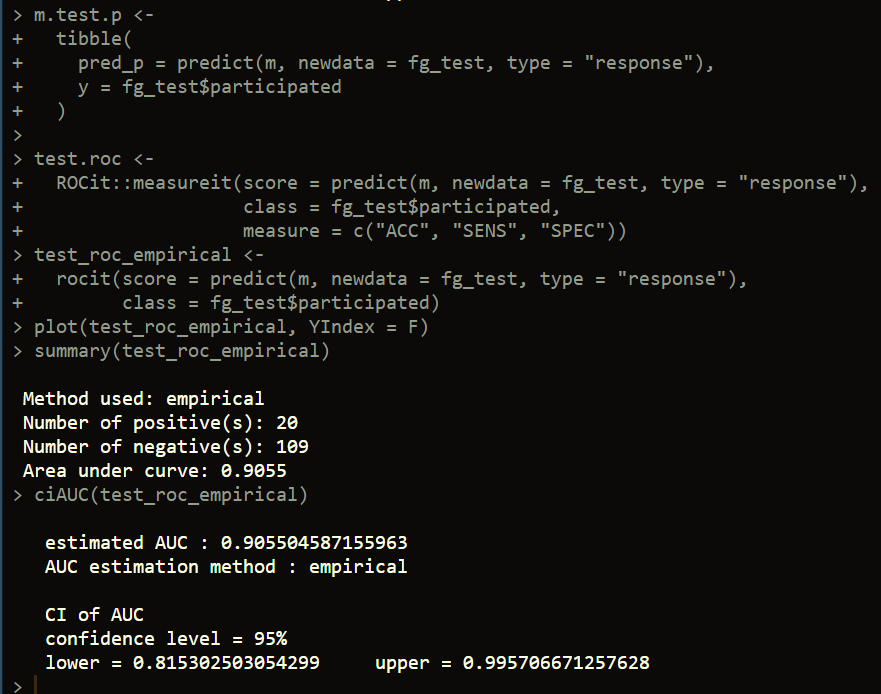 > m.test.p <-
+   tibble(
+     pred_p = predict(m, newdata = fg_test, type = "response"),
+     y = fg_test$participated
+   )
>
> test.roc <-
+   ROCit::measureit(score = predict(m, newdata = fg_test, type = "response"),
+                    class = fg_test$participated,
+                    measure = c("ACC", "SENS", "SPEC"))
> test_roc_empirical <-
+   rocit(score = predict(m, newdata = fg_test, type = "response"),
+         class = fg_test$participated)
> plot(test_roc_empirical, YIndex = F)
> summary(test_roc_empirical)

 Method used: empirical
 Number of positive(s): 20
 Number of negative(s): 109
 Area under curve: 0.9055
> ciAUC(test_roc_empirical)

   estimated AUC : 0.905504587155963
   AUC estimation method : empirical

   CI of AUC
   confidence level = 95%
   lower = 0.815302503054299     upper = 0.995706671257628
>